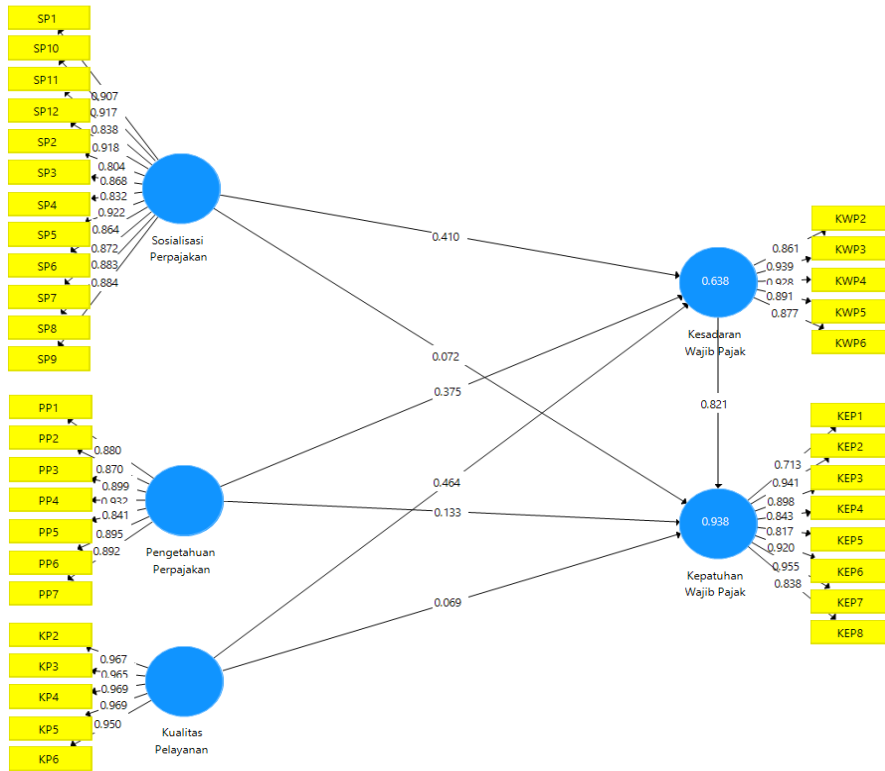 SP1
SP10
SP11
SP12
SP2
SP3
SP4
SP5
SP6
SP7
SP8
SP9
0.907
0.917
0.838
0.918
0.804
0.868
0.832
0.922
0.864
0.872
0.883
0.884
Sosialisasi
Perpajakan
PP1
PP2
PP3
PP4
PP5
PP6
PP7
0.880
0.870
0.899
0.932
0.841
0.895
0.892
Pengetahuan
Perpajakan
KP2
KP3
KP4
KP5
KP6
0.967
0.965
0.969
0.969
0.950
Kualitas
Pelayanan
0.410
0.072
0.375
0.464
0.133
0.069
0.638
Kesadaran
Wajib Pajak
0.821
0.938
Kepatuhan
Wajib Pajak
0.861
0.939
0.928
0.891
0.877
KWP2
KWP3
KWP4
KWP5
KWP6
0.713
0.941
0.898
0.843
0.817
0.920
0.955
0.838
KEP1
KEP2
KEP3
KEP4
KEP5
KEP6
KEP7
KEP8